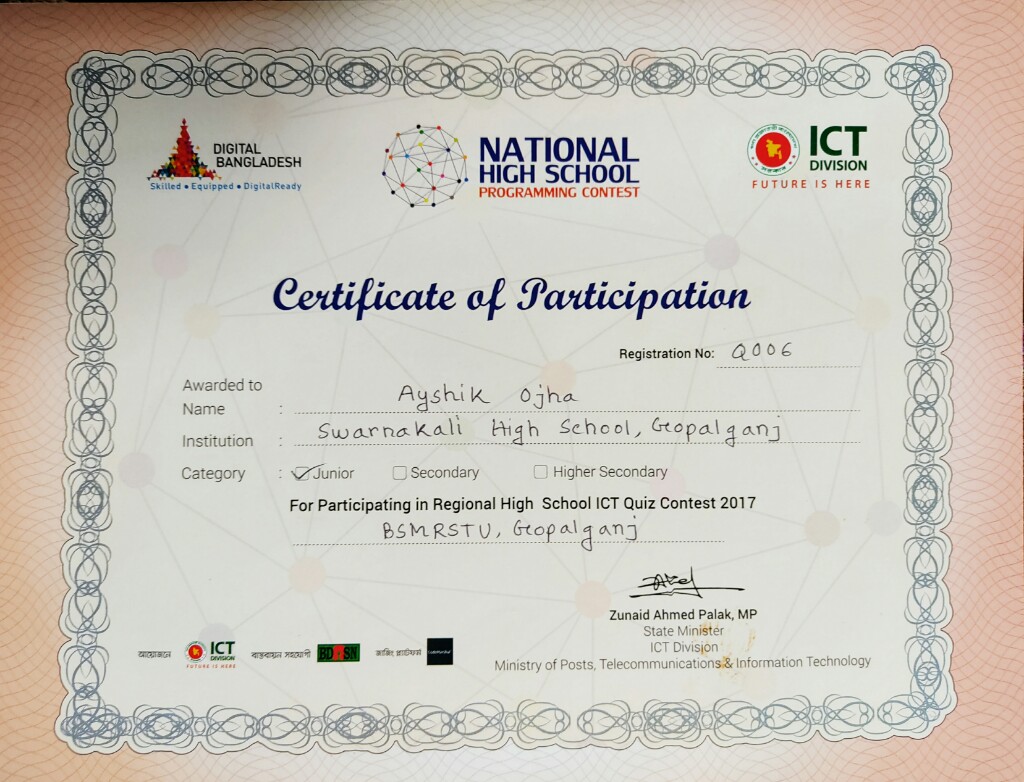 DIGITAL
BANGLADESH
Skilled • Equipped • DigitalReady
NATIONAL
HIGH SCHOOL
PROGRAMMING CONTEST
ICT
DIVISION
FUTURE IS HERE
Certificate of Participation
Registration No: Q006
Awarded to
Name : Ayshik Ojha
Institution : Swarnakali High School, Gopalganj
Category : Junior Secondary Higher Secondary
For Participating in Regional High School ICT Quiz Contest 2017
BSMRSTU, Gopalganj
Zunaid Ahmed Palak, MP
State Minister
ICT Division
Ministry of Posts, Telecommunications & Information Technology
আয়োজনে ICT DIVISION FUTURE IS HERE বাস্তবায়ন সহযোগী BDOSN জাজিং প্ল্যাটফর্ম